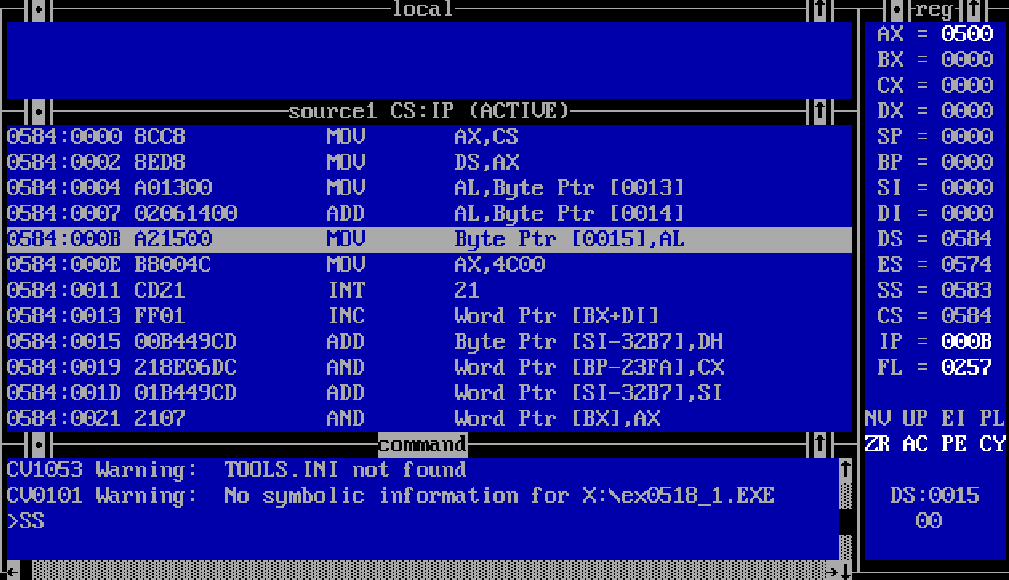 local
source1 CS:IP (ACTIVE)
0584:0000 8CC8 MOV AX,CS
0584:0002 8ED8 MOV DS,AX
0584:0004 A01300 MOV AL,Byte Ptr [0013]
0584:0007 02061400 ADD AL,Byte Ptr [0014]
0584:000B A21500 MOV Byte Ptr [0015],AL
0584:000E B8004C MOV AX,4C00
0584:0011 CD21 INT 21
0584:0013 FF01 INC Word Ptr [BX+DI]
0584:0015 00B449CD ADD Byte Ptr [SI-32B7],DH
0584:0019 218E06DC AND Word Ptr [BP-23FA],CX
0584:001D 01B449CD ADD Word Ptr [SI-32B7],SI
0584:0021 2107 AND Word Ptr [BX],AX
command
CV1053 Warning: TOOLS.INI not found
CV0101 Warning: No symbolic information for X:\ex0518_1.EXE
>SS
reg
AX = 0500
BX = 0000
CX = 0000
DX = 0000
SP = 0000
BP = 0000
SI = 0000
DI = 0000
DS = 0584
ES = 0574
SS = 0583
CS = 0584
IP = 000B
FL = 0257
NV UP EI PL
ZR AC PE CY
DS:0015
00